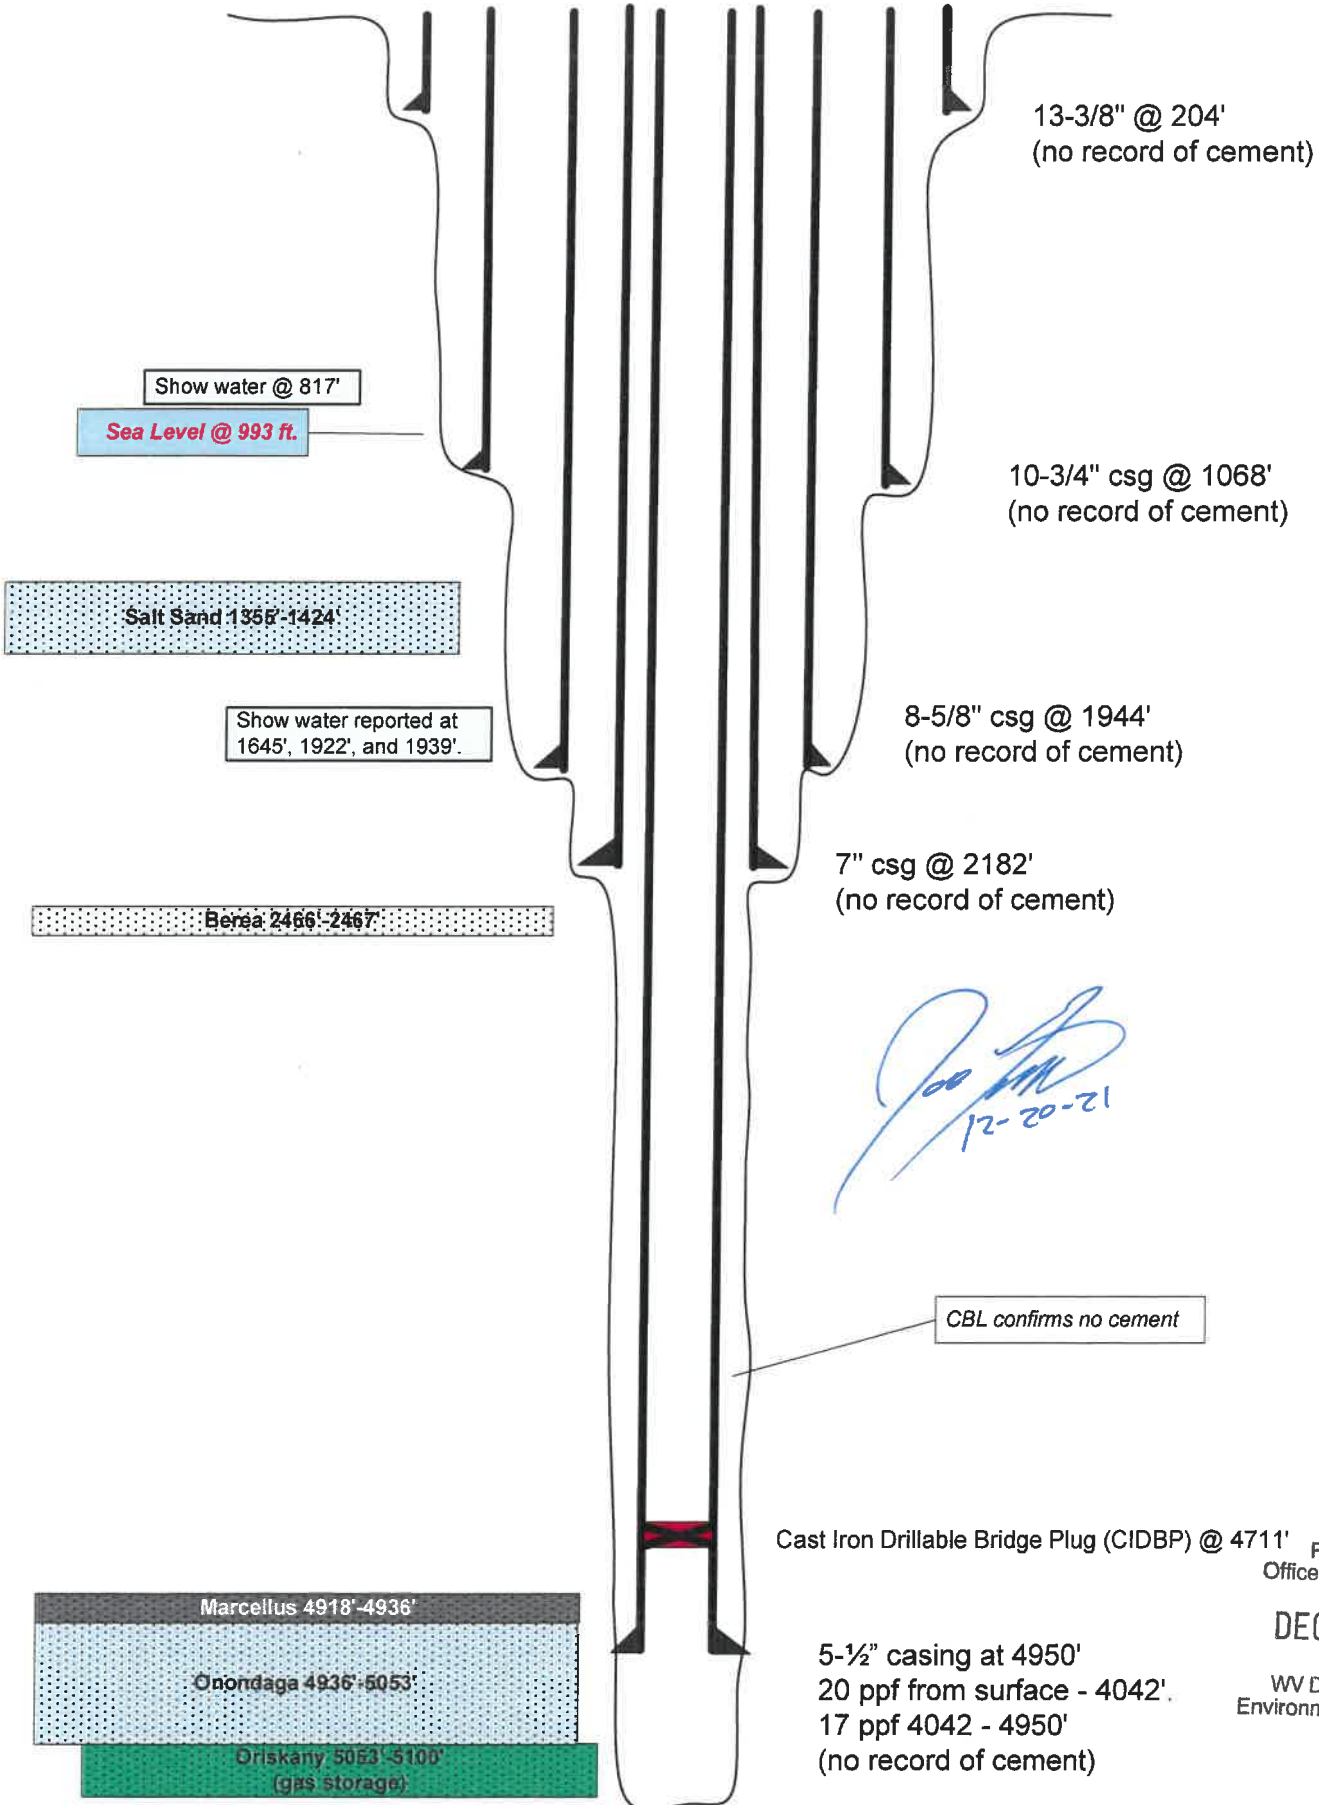 13-3/8" @ 204'
(no record of cement)
Show water @ 817'
Sea Level @ 993 ft.
10-3/4" csg @ 1068'
(no record of cement)
Salt Sand 1355'-1424'
Show water reported at
1645', 1922', and 1939'.
8-5/8" csg @ 1944'
(no record of cement)
7" csg @ 2182'
(no record of cement)
Berea 2466'-2467'
12-20-21
CBL confirms no cement
Cast Iron Drillable Bridge Plug (CIDBP) @ 4711'
Office
DEC
Marcellus 4918'-4936'
Onondaga 4936'-5053'
Oriskany 5053'-5100'
(gas storage)
5-½" casing at 4950'
20 ppf from surface - 4042'.
17 ppf 4042 - 4950'
(no record of cement)
WV D
Environ